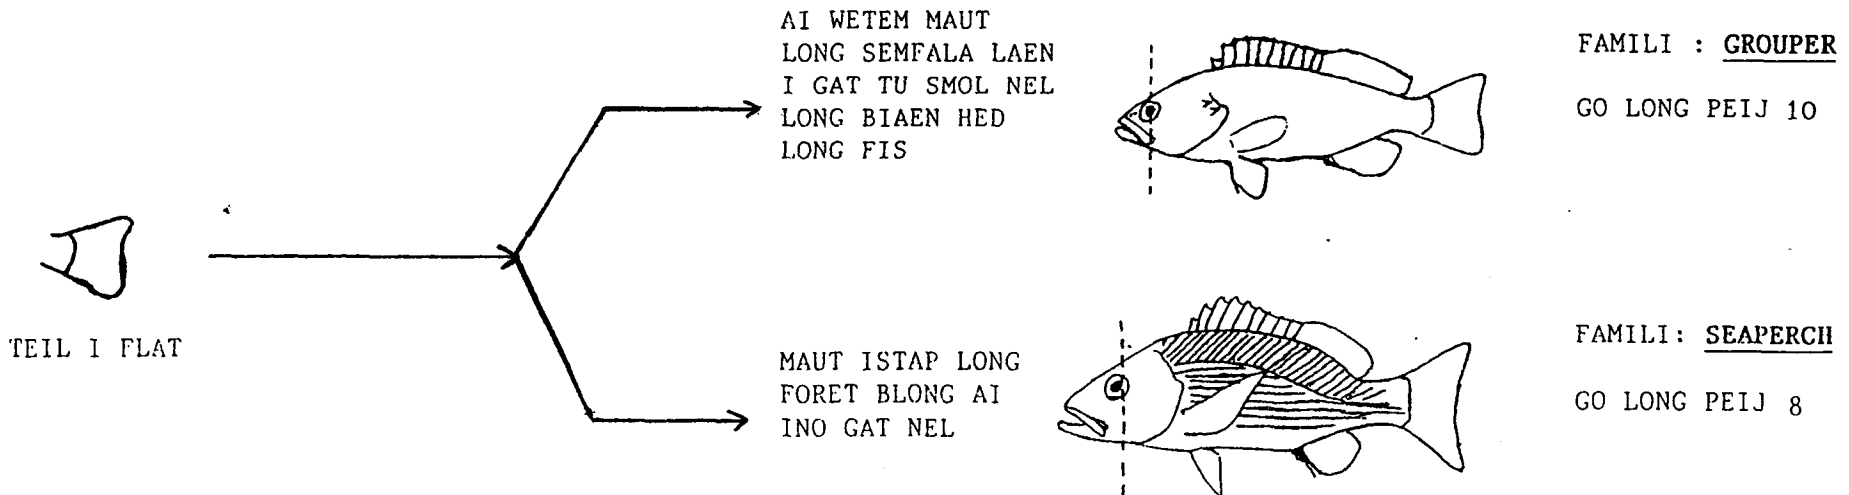 AI WETEM MAUT
LONG SEMFALA LAEN
I GAT TU SMOL NEL
LONG BIAEN HED
LONG FIS
FAMILI : GROUPER
GO LONG PEIJ 10
TEIL I FLAT
MAUT ISTAP LONG
FORET BLONG AI
INO GAT NEL
FAMILI: SEAPERCH
GO LONG PEIJ 8